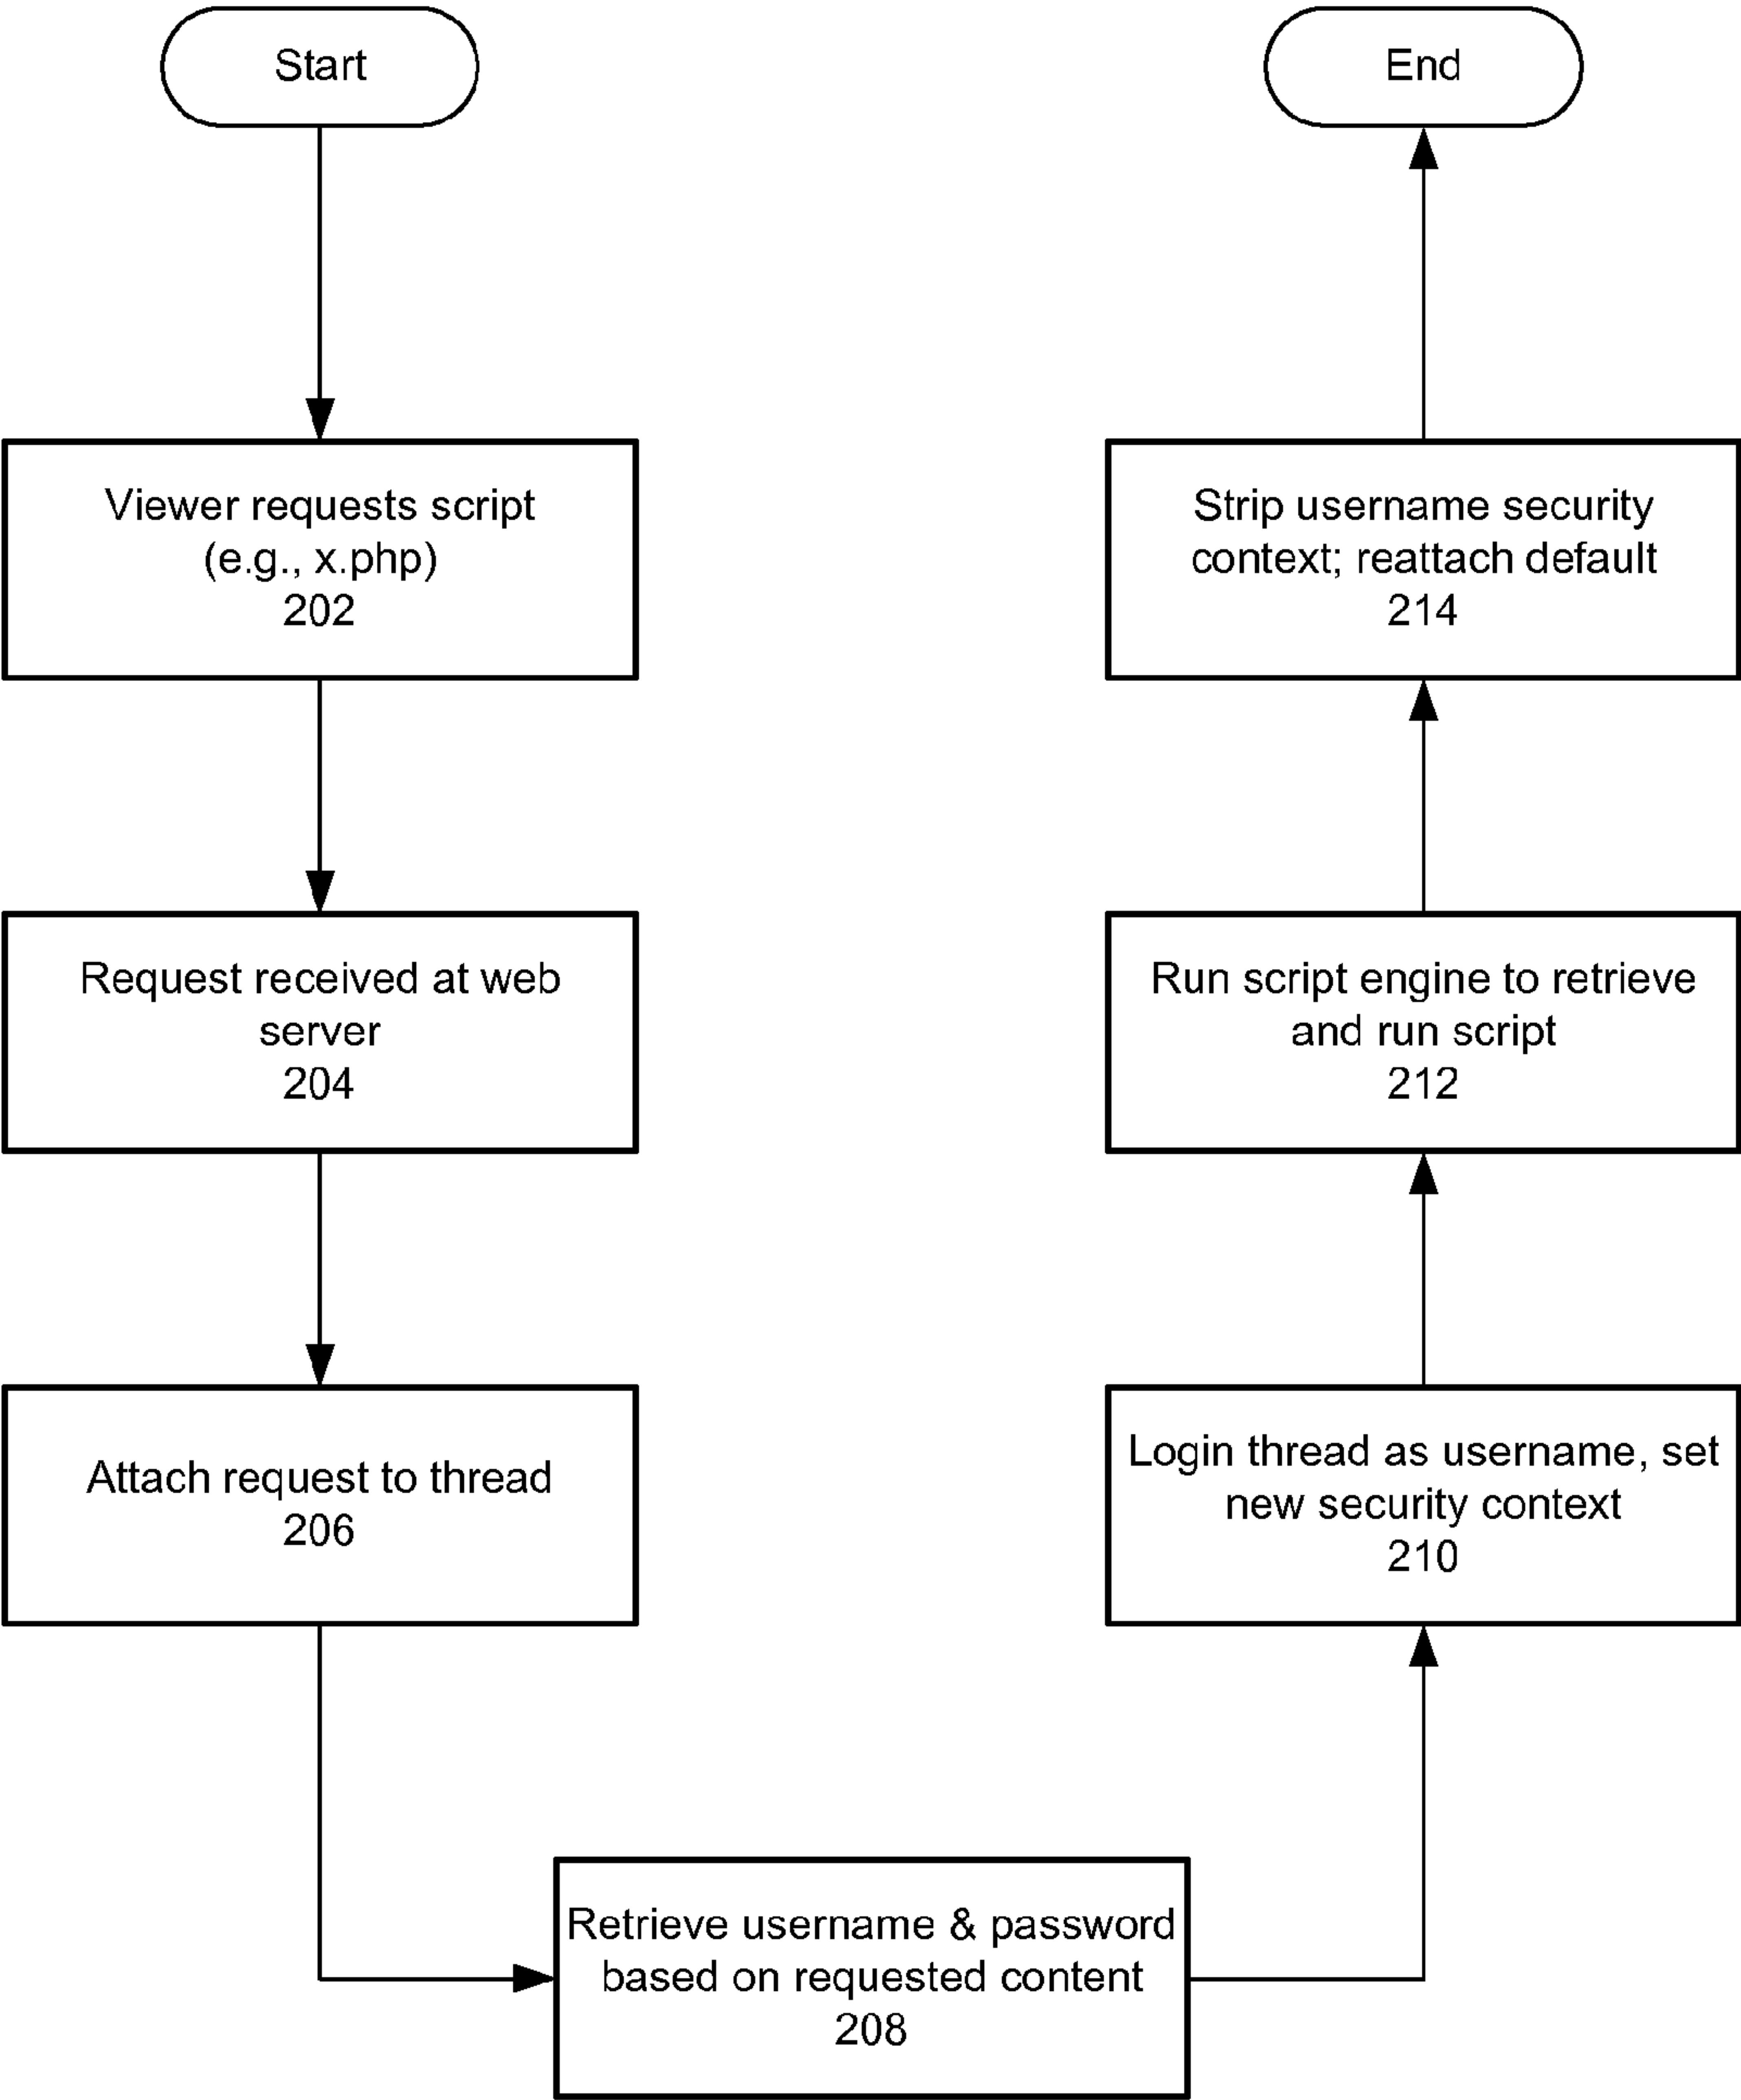 Start
Viewer requests script
(e.g., x.php)
202
Request received at web
server
204
Attach request to thread
206
Retrieve username & password
based on requested content
208
Login thread as username, set
new security context
210
Run script engine to retrieve
and run script
212
Strip username security
context; reattach default
214
End